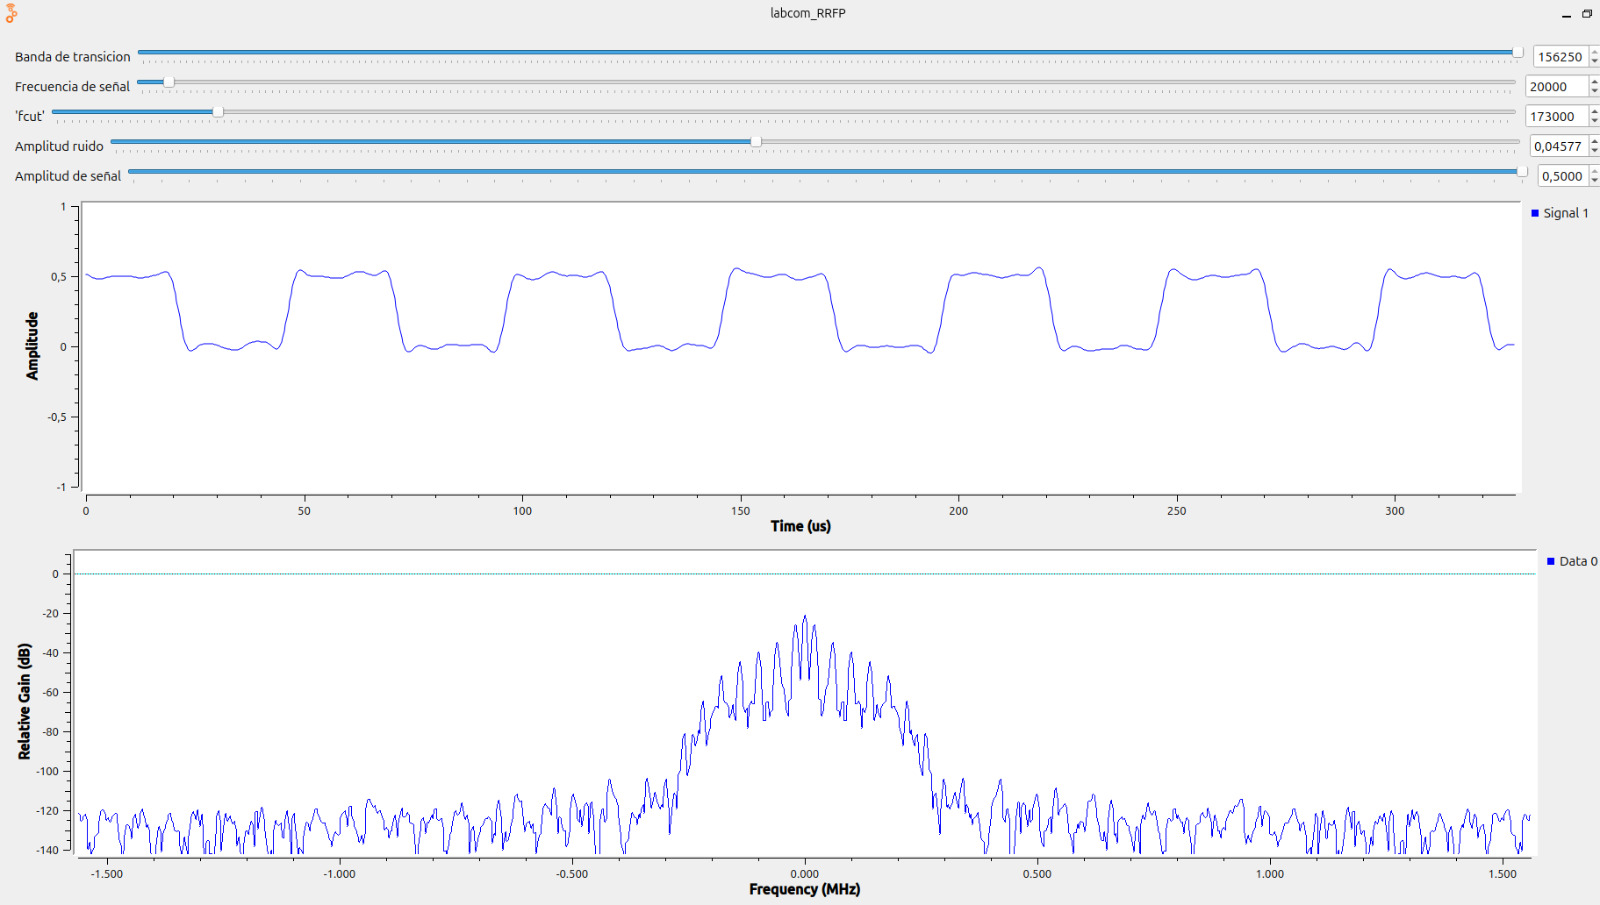 labcom_RRFP
Banda de transicion 156250
Frecuencia de señal 20000
'fcut' 173000
Amplitud ruido 0,04577
Amplitud de señal 0,5000
1
0,5
0
-0,5
-1
Amplitude
Signal 1
0 50 100 150 200 250 300
Time (us)
0
-20
-40
-60
-80
-100
-120
-140
Relative Gain (dB)
Data 0
-1.500 -1.000 -0.500 0.000 0.500 1.000 1.500
Frequency (MHz)